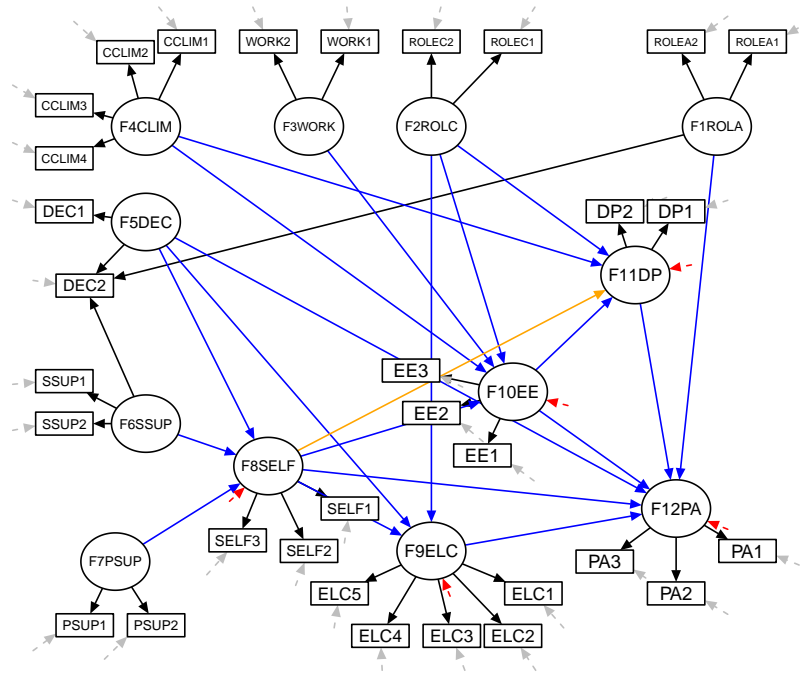 CCLIM1
CCLIM2
WORK2
WORK1
ROLEC2
ROLEC1
ROLEA2
ROLEA1
CCLIM3
CCLIM4
F4CLIM
F3WORK
F2ROLC
F1ROLA
DEC1
F5DEC
DP2
DP1
DEC2
F11DP
SSUP1
EE3
F10EE
SSUP2
F6SSUP
EE2
EE1
F8SELF
SELF1
F12PA
SELF3
SELF2
F9ELC
PA3
PA1
F7PSUP
PA2
ELC5
ELC1
PSUP1
PSUP2
ELC4
ELC3
ELC2